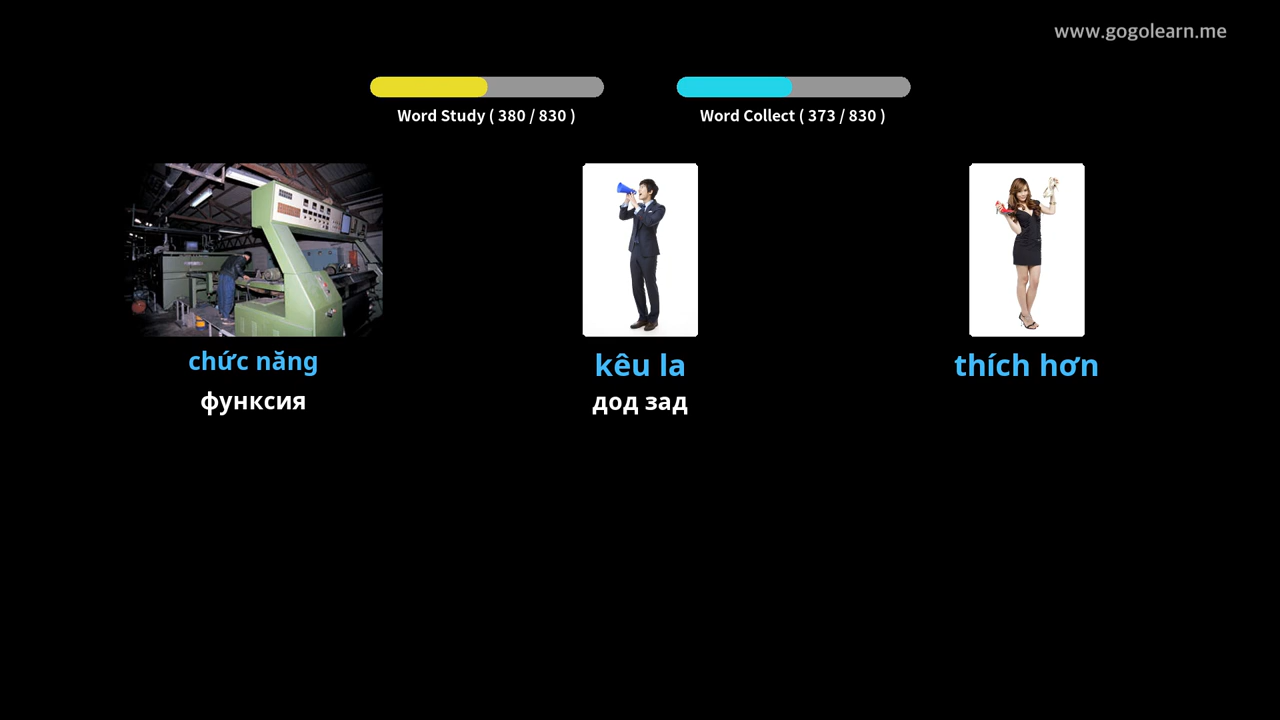 www.gogolearn.me
Word Study ( 380 / 830 )
Word Collect ( 373 / 830 )
chức năng
функсия
kêu la
дод зад
thích hơn